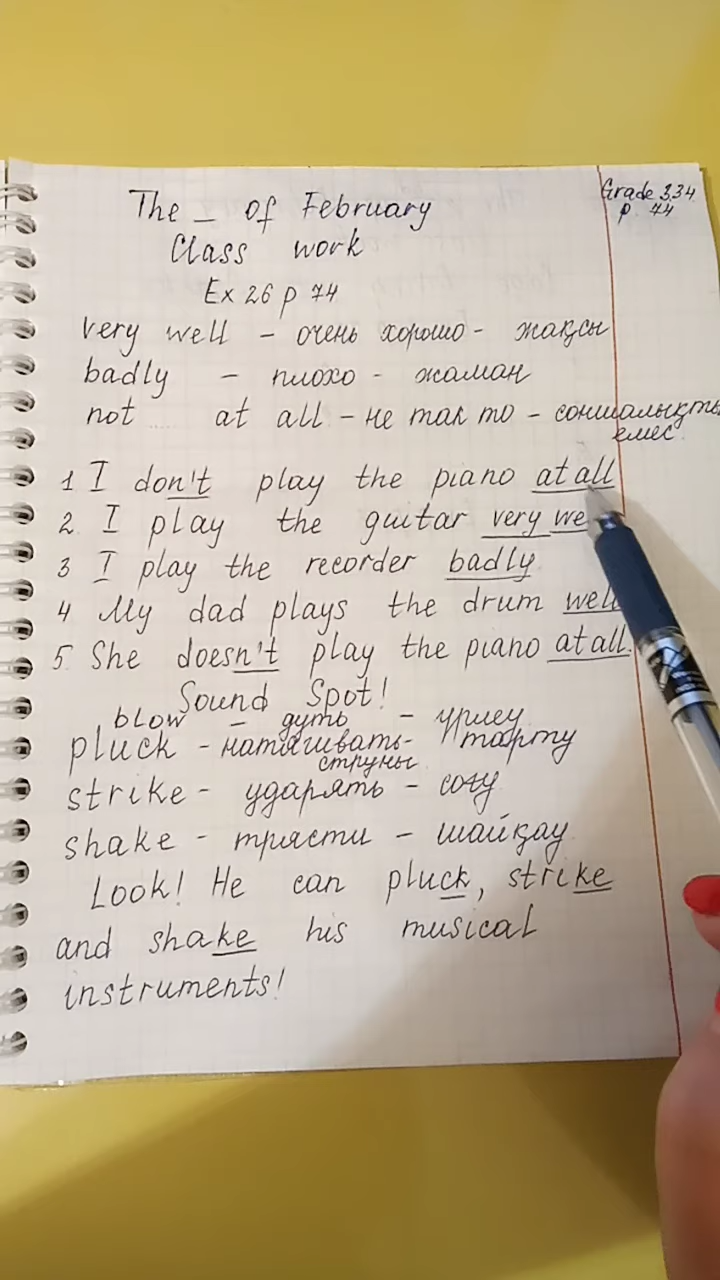 The _ of February
Grade 3.34
p. 74
Class work
Ex 26 p 74
very well - очень хорошо - жақсы
badly - плохо - жаман
not ..... at all - не так то - соншалықты
емес.
1 I don't play the piano at all
2. I play the guitar very we
3 I play the recorder badly.
4 My dad plays the drum well
5. She doesn't play the piano at all.
Sound Spot!
blow - дуть - үрлеу
pluck - натягивать - тарту
струны
strike - ударять - соғу
shake - трясти - шайқау
Look! He can pluck, strike
and shake his musical
instruments!